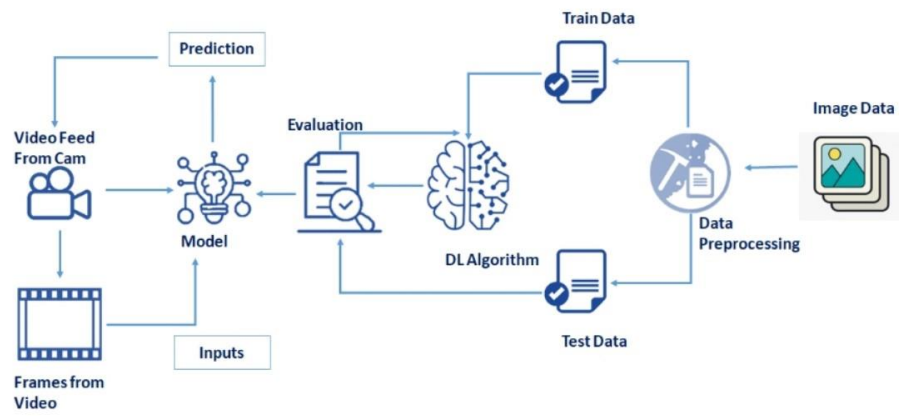 Train Data
Prediction
Image Data
Evaluation
Video Feed
From Cam
Data
Preprocessing
Model
DL Algorithm
Test Data
Inputs
Frames from
Video